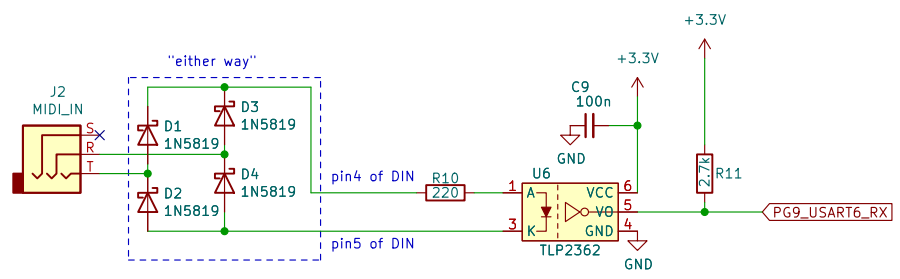 +3.3V
"either way"
+3.3V
J2
MIDI_IN
C9
100n
D3
1N5819
D1
1N5819
S
R
T
GND
D4
1N5819
D2
1N5819
pin4 of DIN
R10
220
U6
2.7k
R11
1
A
VCC
6
VO
5
PG9_USART6_RX
3
K
GND
4
pin5 of DIN
TLP2362
GND